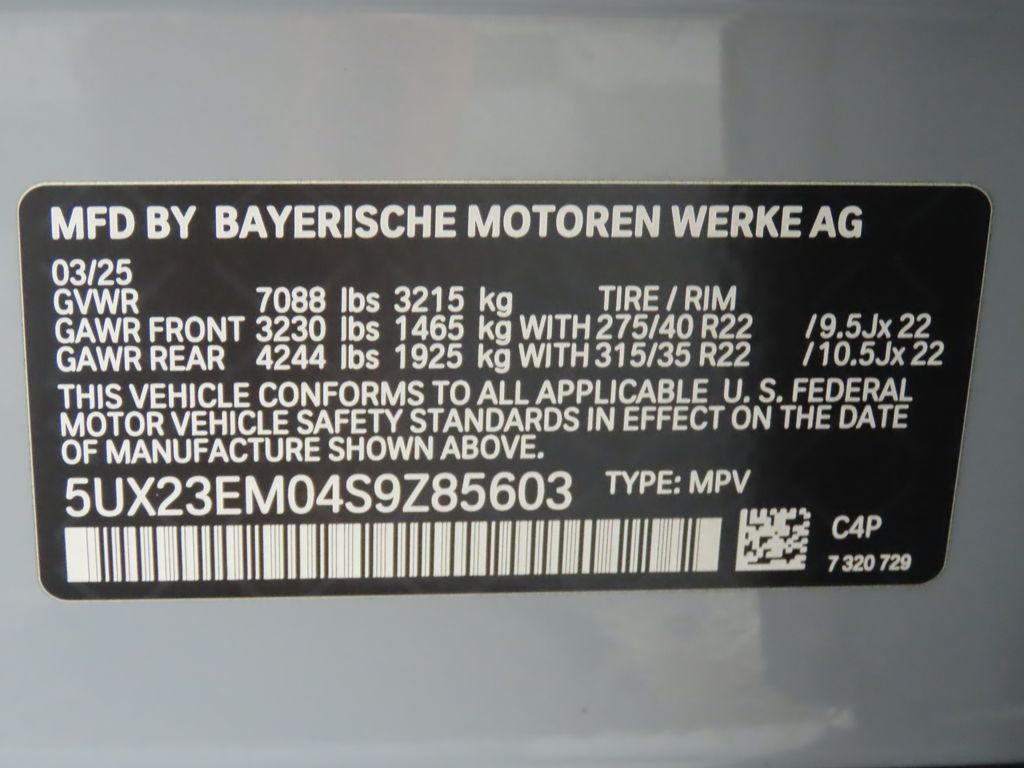 MFD BY BAYERISCHE MOTOREN WERKE AG
03/25
GVWR 7088 lbs 3215 kg TIRE / RIM
GAWR FRONT 3230 lbs 1465 kg WITH 275/40 R22 /9.5Jx 22
GAWR REAR 4244 lbs 1925 kg WITH 315/35 R22 /10.5Jx 22
THIS VEHICLE CONFORMS TO ALL APPLICABLE U. S. FEDERAL
MOTOR VEHICLE SAFETY STANDARDS IN EFFECT ON THE DATE
OF MANUFACTURE SHOWN ABOVE.
5UX23EM04S9Z85603 TYPE: MPV
C4P
7 320 729